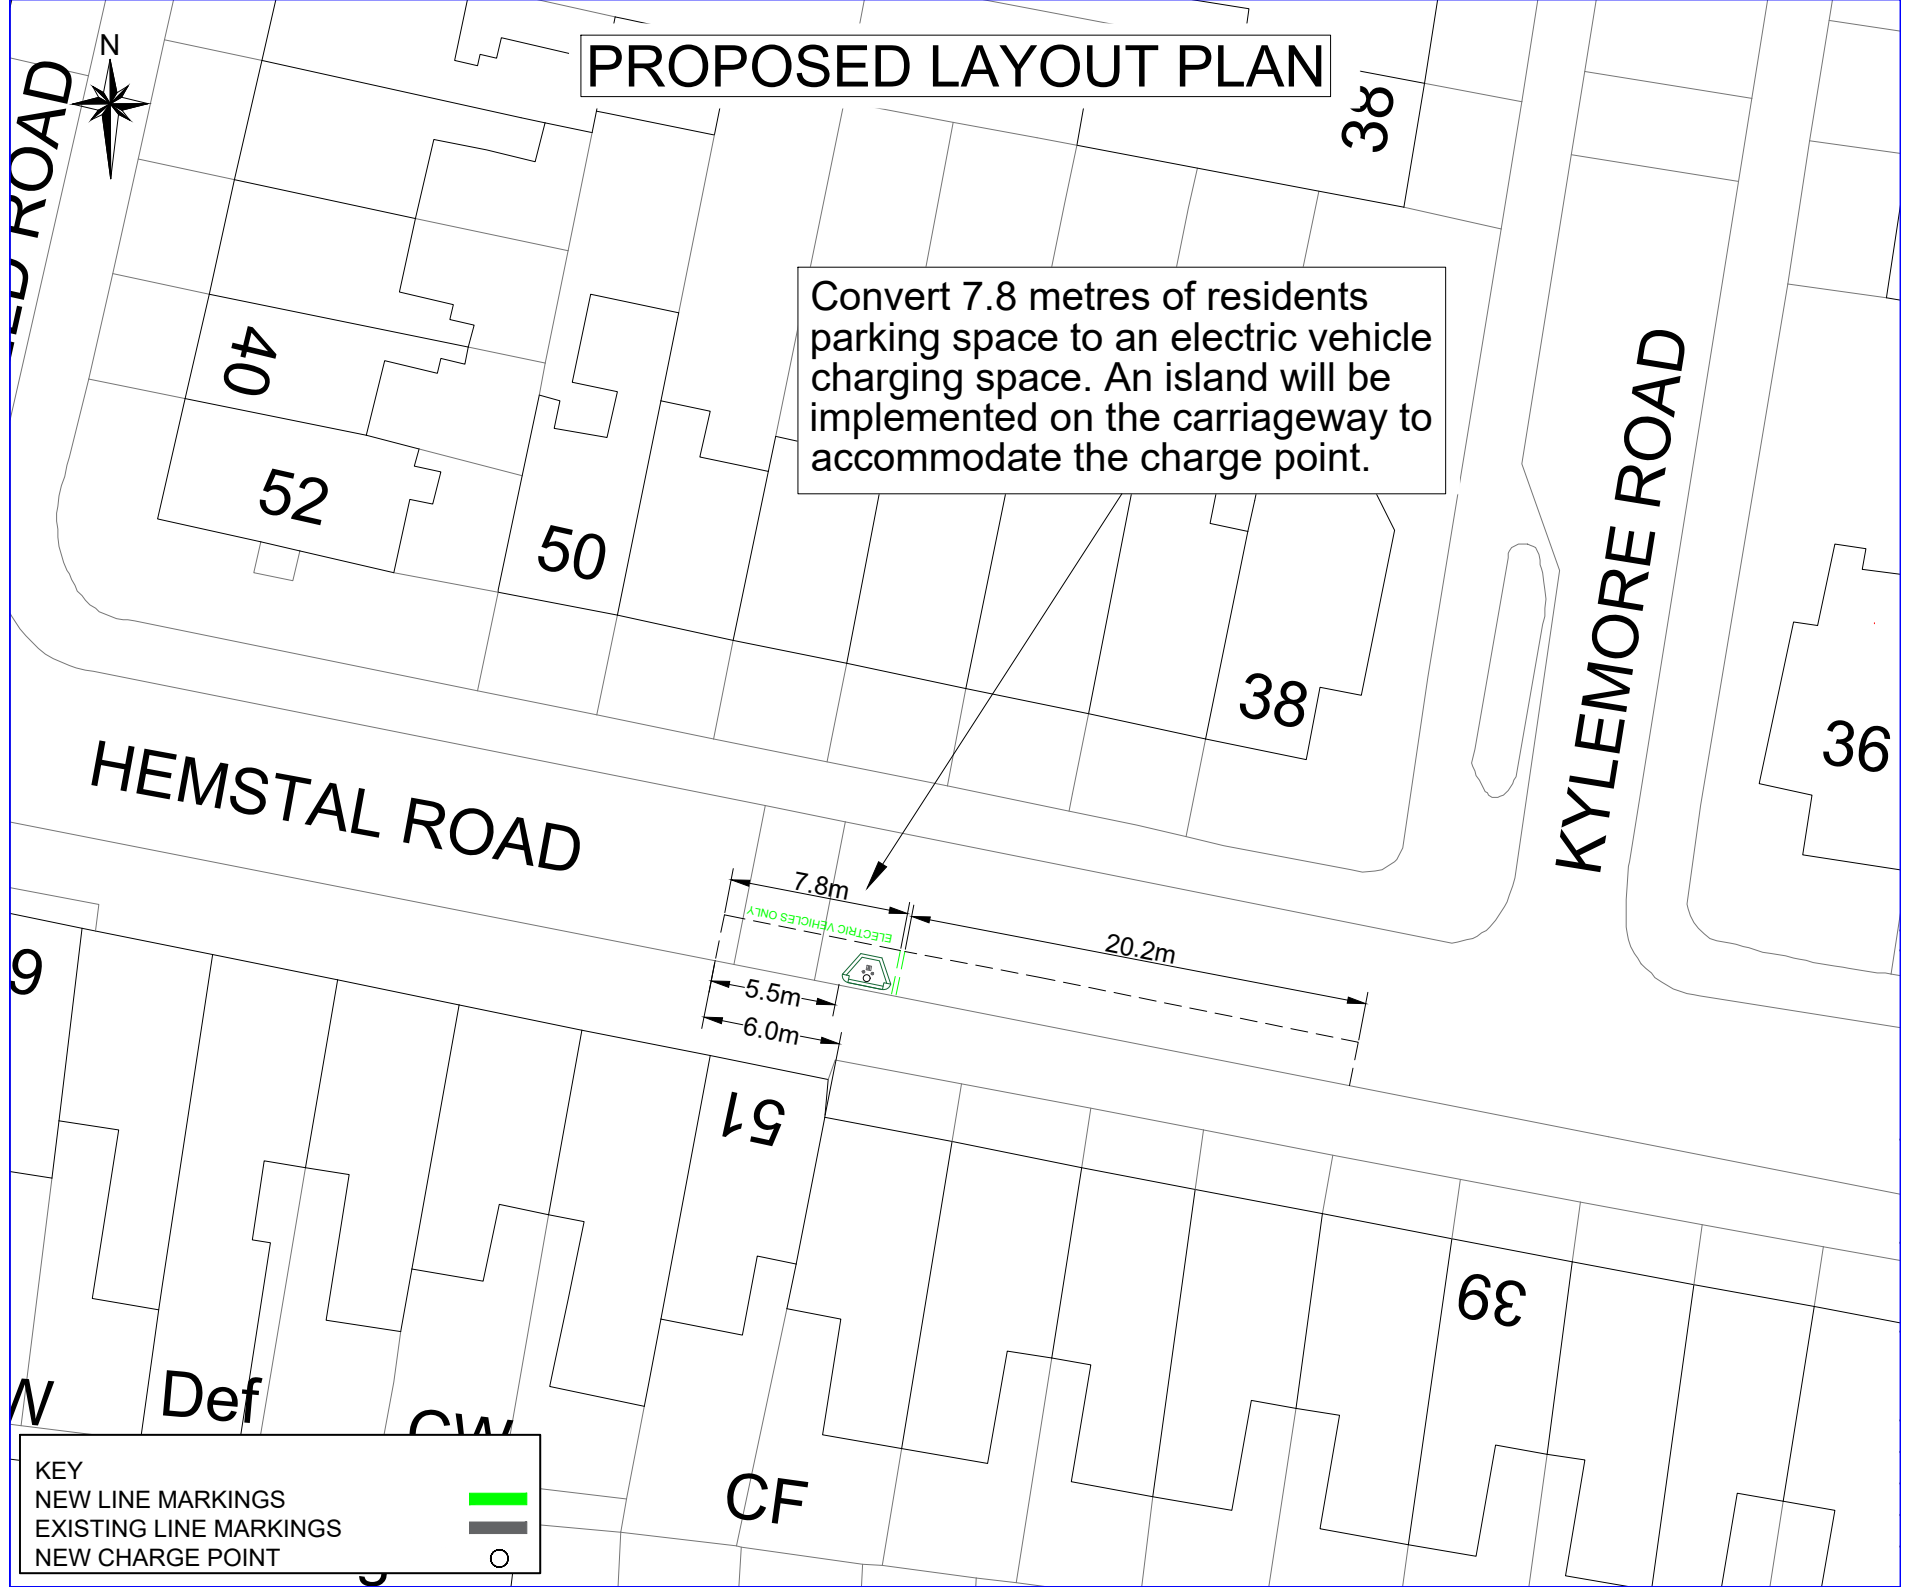 N
PROPOSED LAYOUT PLAN
ROAD
38
Convert 7.8 metres of residents
parking space to an electric vehicle
charging space. An island will be
implemented on the carriageway to
accommodate the charge point.
40
52
50
38
KYLEMORE ROAD
36
HEMSTAL ROAD
7.8m
ELECTRIC VEHICLES ONLY
20.2m
5.5m
6.0m
51
39
Def
CW
CF
KEY
NEW LINE MARKINGS
EXISTING LINE MARKINGS
NEW CHARGE POINT